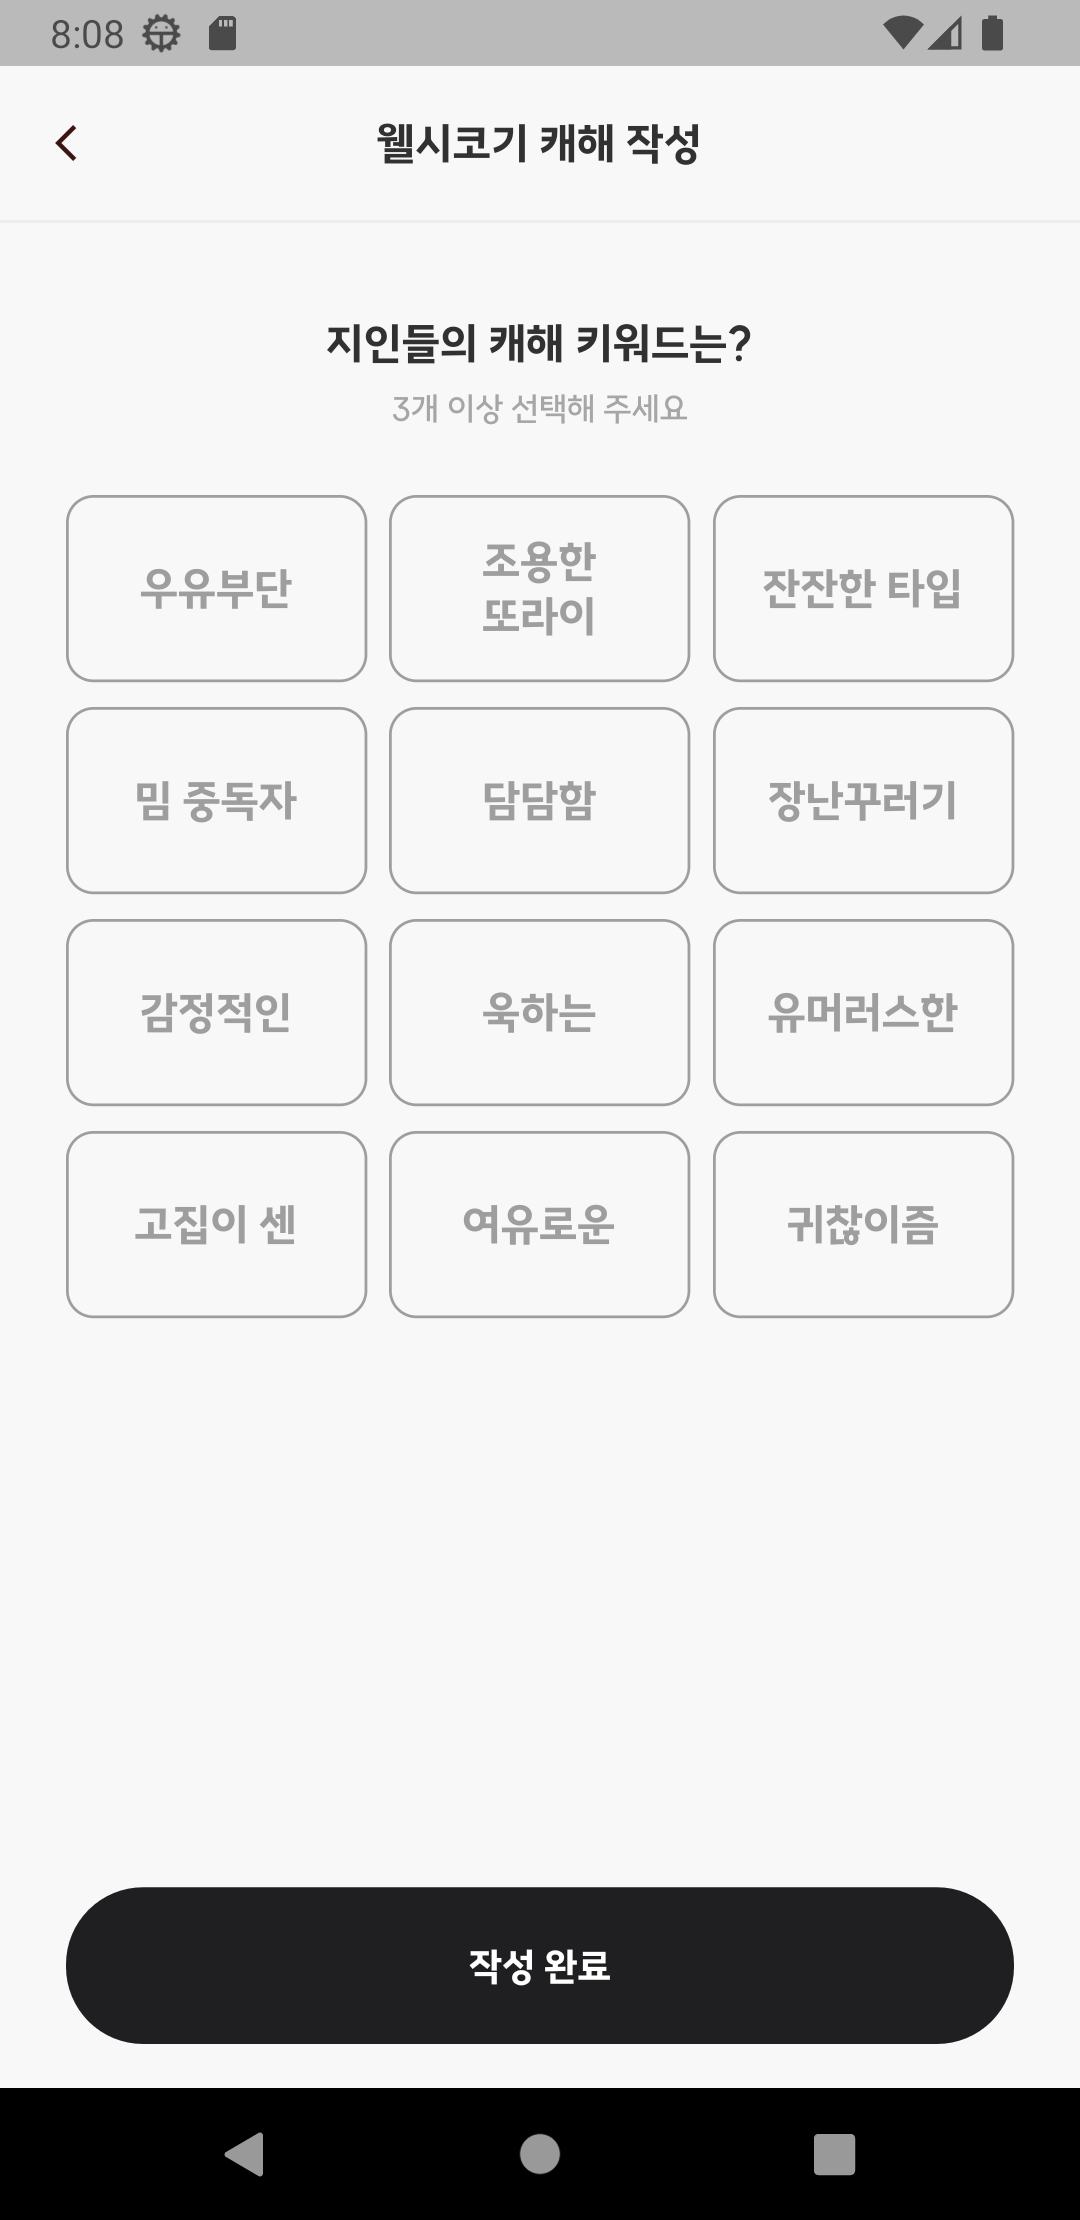 8:08
웰시코기 캐해 작성
지인들의 캐해 키워드는?
3개 이상 선택해 주세요
우유부단
조용한
또라이
잔잔한 타입
밈 중독자
담담함
장난꾸러기
감정적인
욱하는
유머러스한
고집이 센
여유로운
귀찮이즘
작성 완료